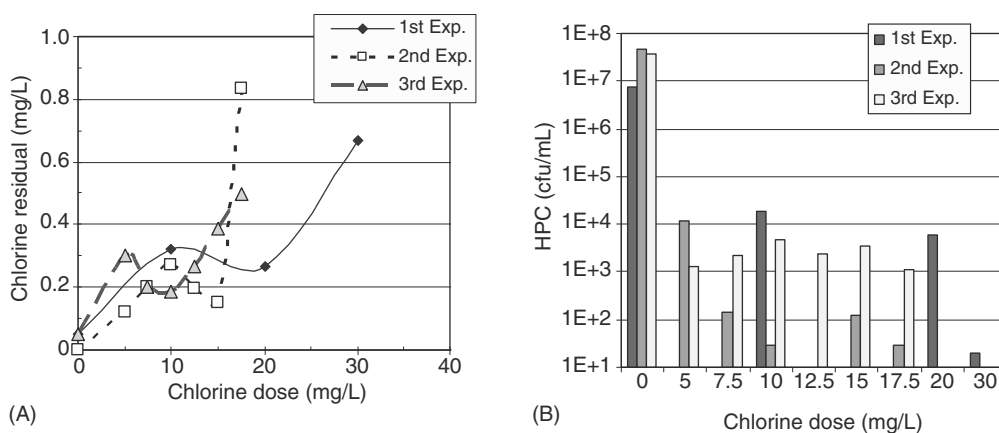 1st Exp.
2nd Exp.
3rd Exp.
Chlorine residual (mg/L)
1.0
0.8
0.6
0.4
0.2
0
0 10 20 30 40
Chlorine dose (mg/L)
(A)
1st Exp.
2nd Exp.
3rd Exp.
HPC (cfu/mL)
1E+8
1E+7
1E+6
1E+5
1E+4
1E+3
1E+2
1E+1
0 5 7.5 10 12.5 15 17.5 20 30
Chlorine dose (mg/L)
(B)